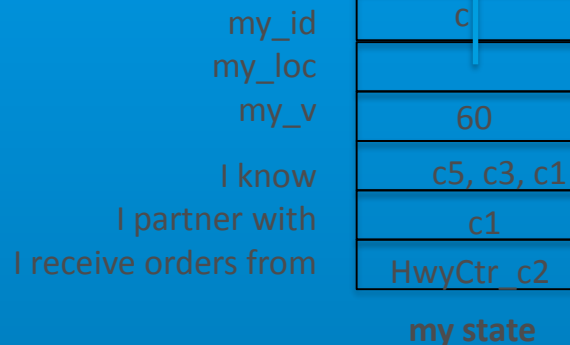 my_id c
my_loc
my_v 60
I know c5, c3, c1
I partner with c1
I receive orders from HwyCtr_c2
my state